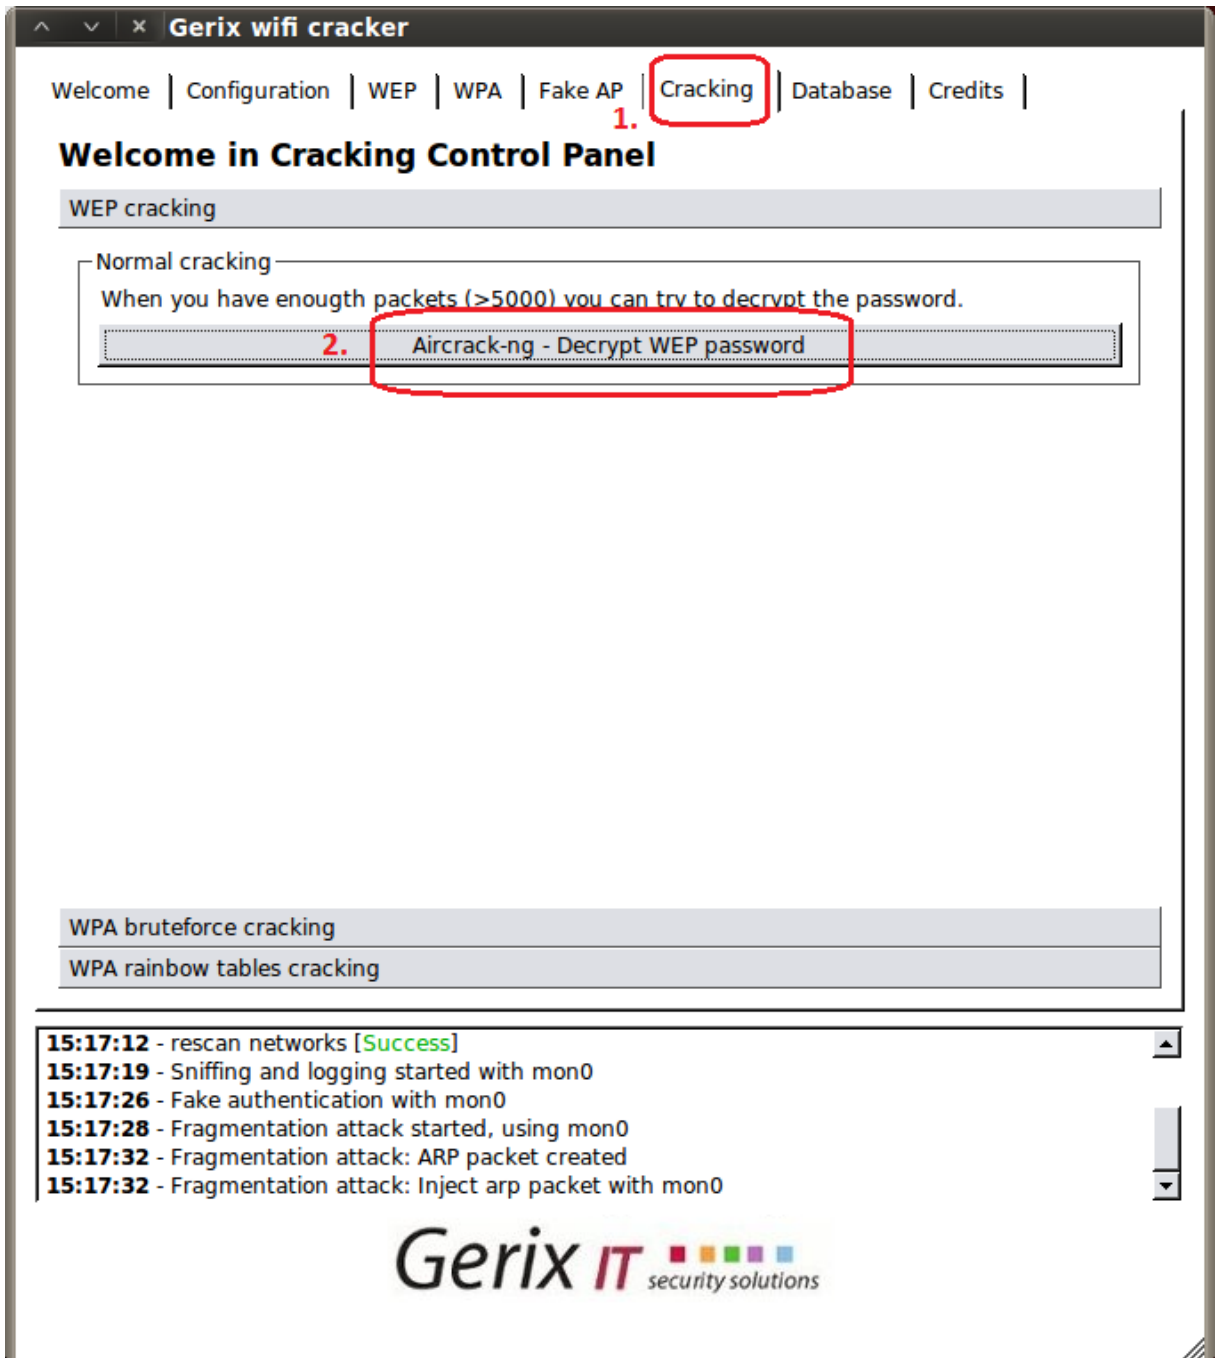 Gerix wifi cracker
Welcome Configuration WEP WPA Fake AP Cracking Database Credits
1.
Welcome in Cracking Control Panel
WEP cracking
Normal cracking
When you have enougth packets (>5000) you can try to decrypt the password.
2. Aircrack-ng - Decrypt WEP password
WPA bruteforce cracking
WPA rainbow tables cracking
15:17:12 - rescan networks [Success]
15:17:19 - Sniffing and logging started with mon0
15:17:26 - Fake authentication with mon0
15:17:28 - Fragmentation attack started, using mon0
15:17:32 - Fragmentation attack: ARP packet created
15:17:32 - Fragmentation attack: Inject arp packet with mon0
Gerix IT security solutions